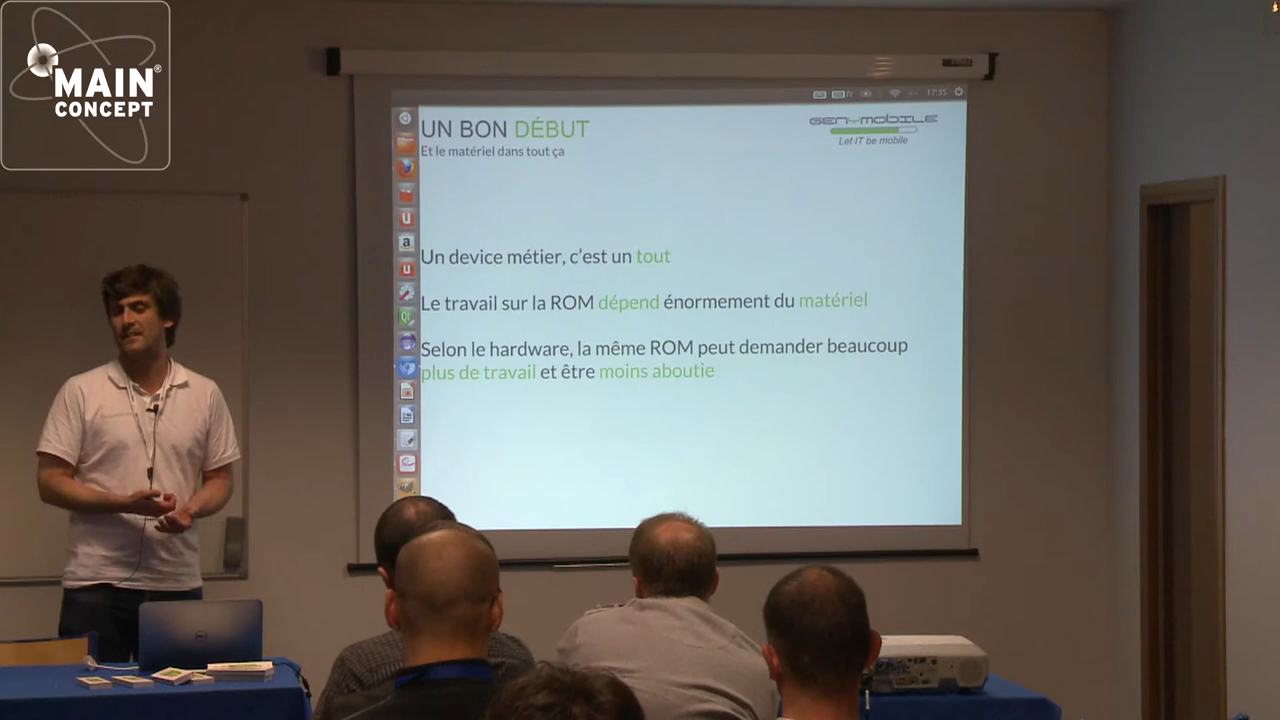 MAIN®
CONCEPT
fr
17:35
UN BON DÉBUT
GENYMOBILE
Et le matériel dans tout ça
Let IT be mobile
Un device métier, c'est un tout
Le travail sur la ROM dépend énormement du matériel
Selon le hardware, la même ROM peut demander beaucoup
plus de travail et être moins aboutie